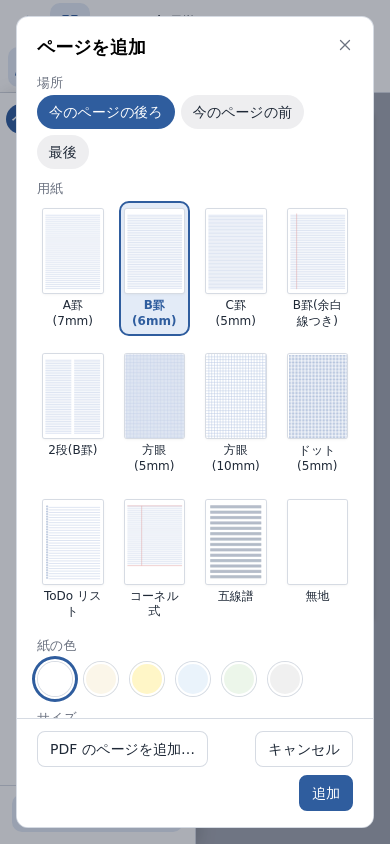 ページを追加
場所
今のページの後ろ
今のページの前
最後
用紙
A罫
(7mm)
B罫
(6mm)
C罫
(5mm)
B罫(余白
線つき)
2段(B罫)
方眼
(5mm)
方眼
(10mm)
ドット
(5mm)
ToDo リス
ト
コーネル
式
五線譜
無地
紙の色
サイズ
PDF のページを追加…
キャンセル
追加